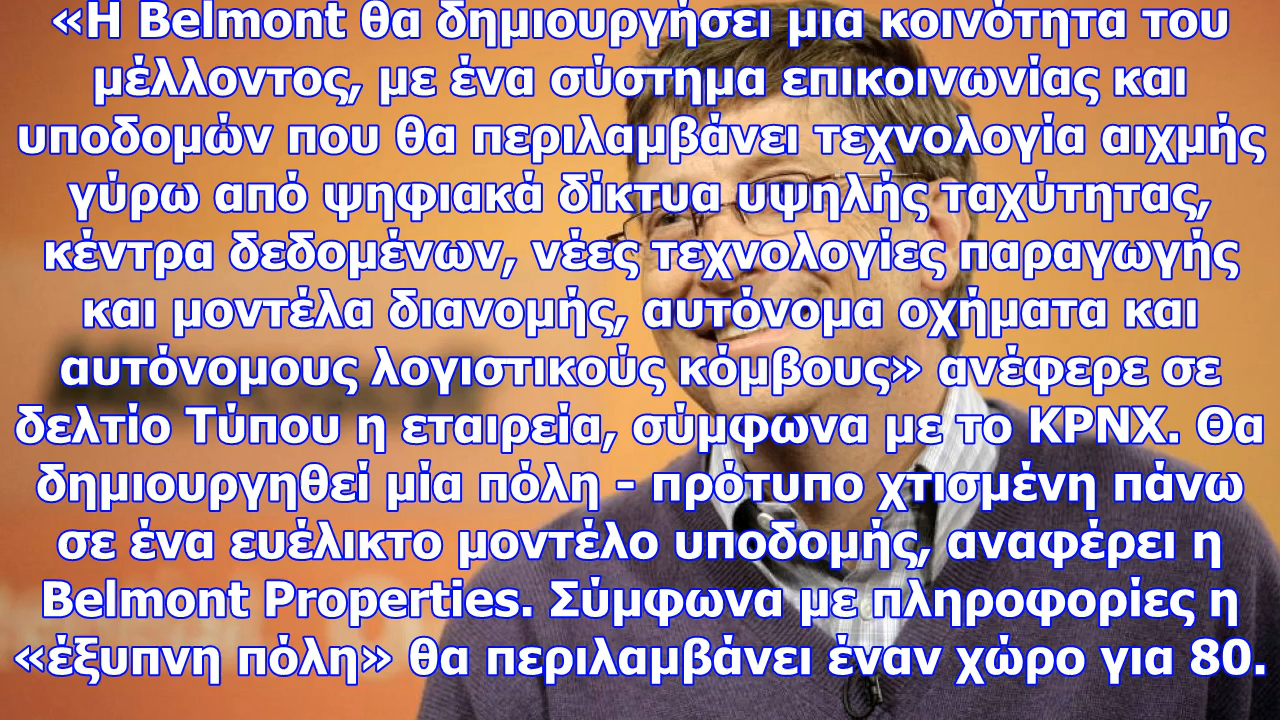 «Η Belmont θα δημιουργήσει μια κοινότητα του
μέλλοντος, με ένα σύστημα επικοινωνίας και
υποδομών που θα περιλαμβάνει τεχνολογία αιχμής
γύρω από ψηφιακά δίκτυα υψηλής ταχύτητας,
κέντρα δεδομένων, νέες τεχνολογίες παραγωγής
και μοντέλα διανομής, αυτόνομα οχήματα και
αυτόνομους λογιστικούς κόμβους» ανέφερε σε
δελτίο Τύπου η εταιρεία, σύμφωνα με το KPNX. Θα
δημιουργηθεί μία πόλη - πρότυπο χτισμένη πάνω
σε ένα ευέλικτο μοντέλο υποδομής, αναφέρει η
Belmont Properties. Σύμφωνα με πληροφορίες η
«έξυπνη πόλη» θα περιλαμβάνει έναν χώρο για 80.